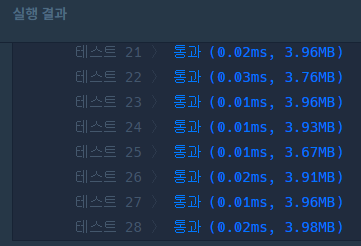 실행 결과
테스트 21 〉 통과 (0.02ms, 3.96MB)
테스트 22 〉 통과 (0.03ms, 3.76MB)
테스트 23 〉 통과 (0.01ms, 3.96MB)
테스트 24 〉 통과 (0.01ms, 3.93MB)
테스트 25 〉 통과 (0.01ms, 3.67MB)
테스트 26 〉 통과 (0.02ms, 3.91MB)
테스트 27 〉 통과 (0.01ms, 3.96MB)
테스트 28 〉 통과 (0.02ms, 3.98MB)